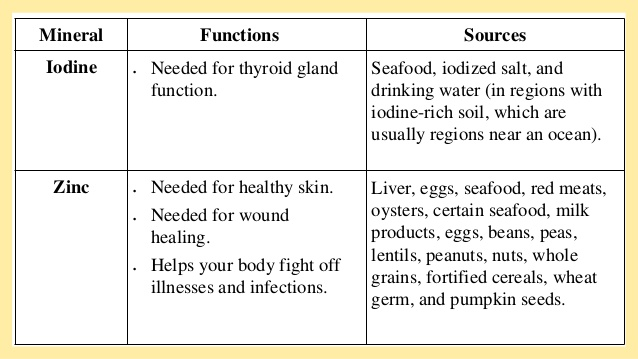 Mineral Functions Sources
Iodine
. Needed for thyroid gland
function.
Seafood, iodized salt, and
drinking water (in regions with
iodine-rich soil, which are
usually regions near an ocean).
Zinc
. Needed for healthy skin.
. Needed for wound
healing.
. Helps your body fight off
illnesses and infections.
Liver, eggs, seafood, red meats,
oysters, certain seafood, milk
products, eggs, beans, peas,
lentils, peanuts, nuts, whole
grains, fortified cereals, wheat
germ, and pumpkin seeds.